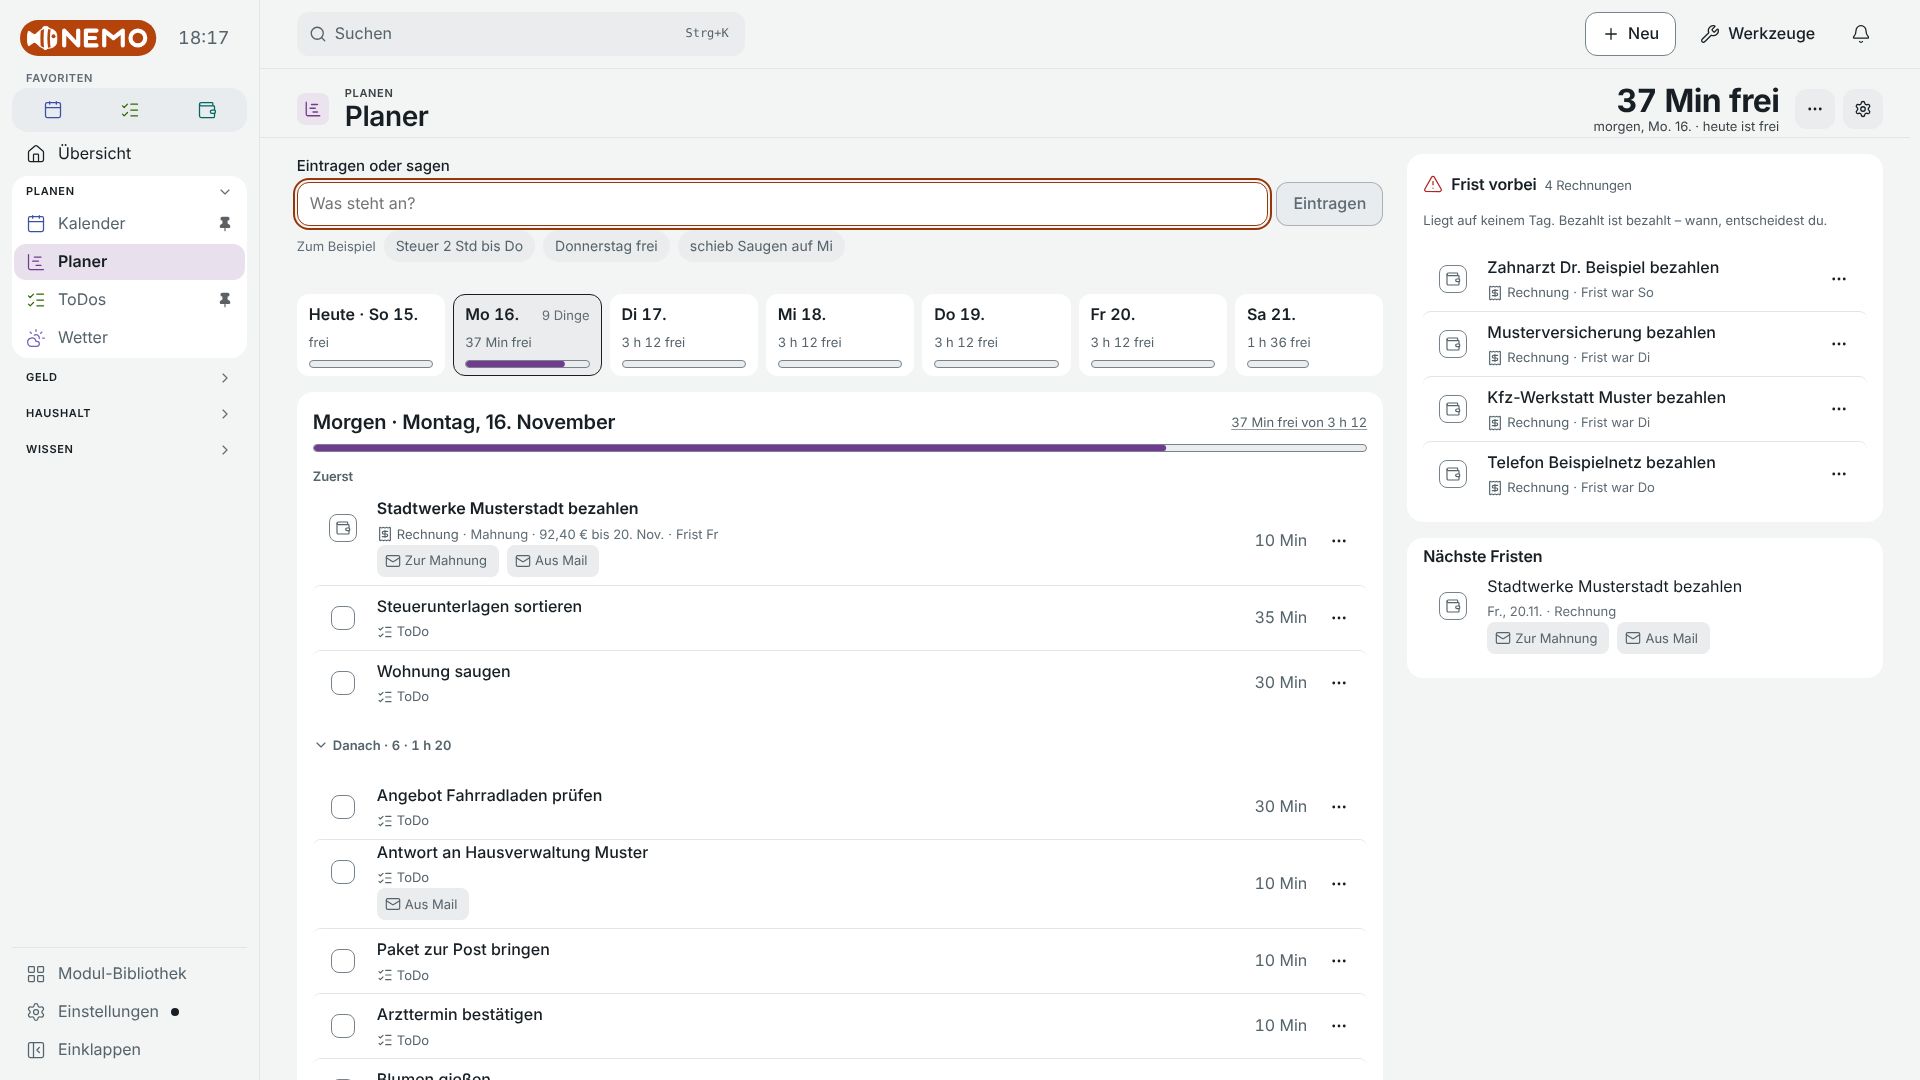 NEMO
18:17
FAVORITEN
Übersicht
PLANEN
Kalender
Planer
ToDos
Wetter
GELD
HAUSHALT
WISSEN
Modul-Bibliothek
Einstellungen
Einklappen
Suchen
Strg+K
Neu
Werkzeuge
PLANEN
Planer
37 Min frei
morgen, Mo. 16. · heute ist frei
Eintragen oder sagen
Was steht an?
Eintragen
Zum Beispiel
Steuer 2 Std bis Do
Donnerstag frei
schieb Saugen auf Mi
Heute · So 15.
frei
Mo 16.
9 Dinge
37 Min frei
Di 17.
3 h 12 frei
Mi 18.
3 h 12 frei
Do 19.
3 h 12 frei
Fr 20.
3 h 12 frei
Sa 21.
1 h 36 frei
Morgen · Montag, 16. November
37 Min frei von 3 h 12
Zuerst
Stadtwerke Musterstadt bezahlen
Rechnung · Mahnung · 92,40 € bis 20. Nov. · Frist Fr
Zur Mahnung
Aus Mail
10 Min
Steuerunterlagen sortieren
ToDo
35 Min
Wohnung saugen
ToDo
30 Min
Danach · 6 · 1 h 20
Angebot Fahrradladen prüfen
ToDo
30 Min
Antwort an Hausverwaltung Muster
ToDo
Aus Mail
10 Min
Paket zur Post bringen
ToDo
10 Min
Arzttermin bestätigen
ToDo
10 Min
Blumen gießen
Frist vorbei
4 Rechnungen
Liegt auf keinem Tag. Bezahlt ist bezahlt – wann, entscheidest du.
Zahnarzt Dr. Beispiel bezahlen
Rechnung · Frist war So
Musterversicherung bezahlen
Rechnung · Frist war Di
Kfz-Werkstatt Muster bezahlen
Rechnung · Frist war Di
Telefon Beispielnetz bezahlen
Rechnung · Frist war Do
Nächste Fristen
Stadtwerke Musterstadt bezahlen
Fr., 20.11. · Rechnung
Zur Mahnung
Aus Mail